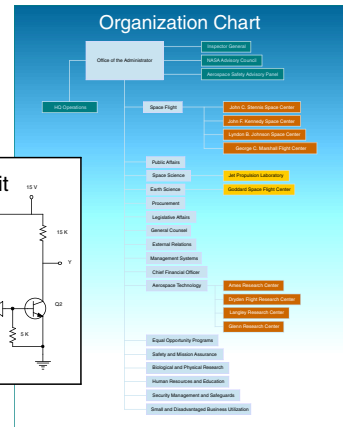 Organization Chart
Inspector General
Office of the Administrator
NASA Advisory Council
Aerospace Safety Advisory Panel
HQ Operations
Space Flight
John C. Stennis Space Center
John F. Kennedy Space Center
Lyndon B. Johnson Space Center
George C. Marshall Flight Center
Public Affairs
Space Science
Jet Propulsion Laboratory
Earth Science
Goddard Space Flight Center
Procurement
Legislative Affairs
General Counsel
External Relations
Management Systems
Chief Financial Officer
Aerospace Technology
Ames Research Center
Dryden Flight Research Center
Langley Research Center
Glenn Research Center
Equal Opportunity Programs
Safety and Mission Assurance
Biological and Physical Research
Human Resources and Education
Security Management and Safeguards
Small and Disadvantaged Business Utilization
it
15 V
15 K
Y
Q2
5 K